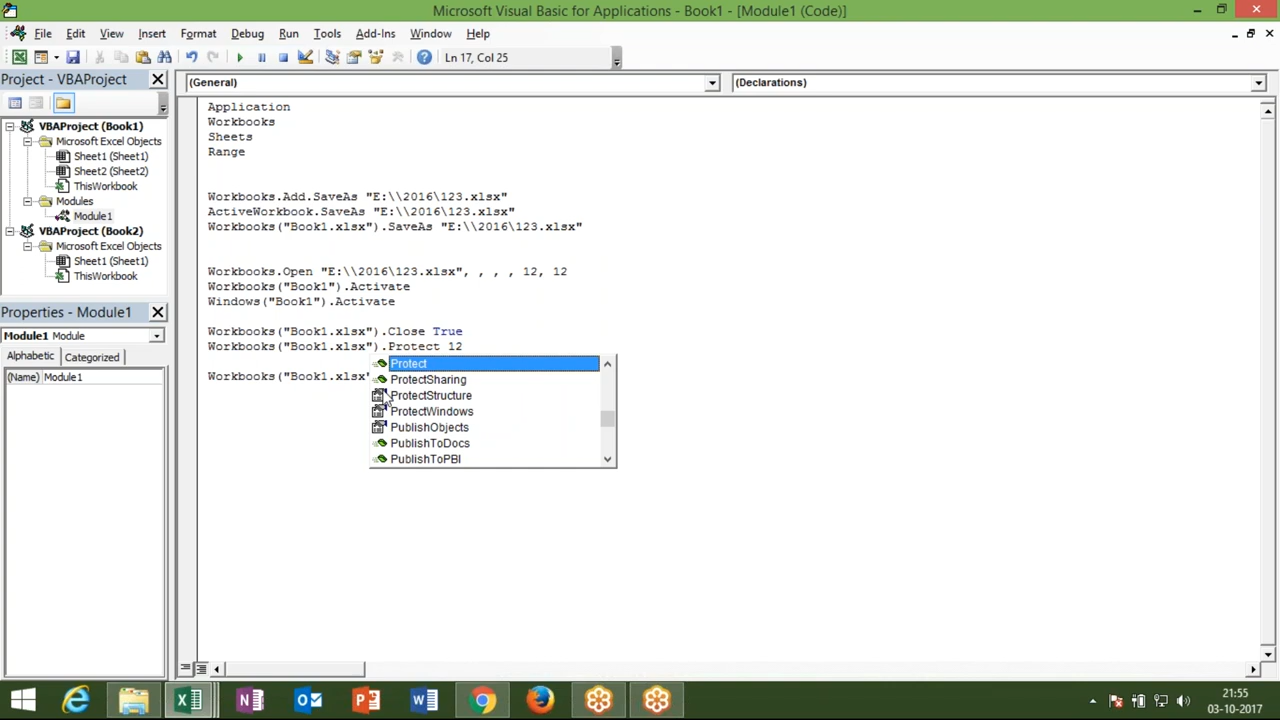 Microsoft Visual Basic for Applications - Book1 - [Module1 (Code)]
File Edit View Insert Format Debug Run Tools Add-Ins Window Help
Ln 17, Col 25
Project - VBAProject
(General)
(Declarations)
VBAProject (Book1)
Microsoft Excel Objects
Sheet1 (Sheet1)
Sheet2 (Sheet2)
ThisWorkbook
Modules
Module1
VBAProject (Book2)
Microsoft Excel Objects
Sheet1 (Sheet1)
ThisWorkbook
Properties - Module1
Module1 Module
Alphabetic Categorized
(Name) Module1
Application
Workbooks
Sheets
Range
Workbooks.Add.SaveAs "E:\\2016\123.xlsx"
ActiveWorkbook.SaveAs "E:\\2016\123.xlsx"
Workbooks("Book1.xlsx").SaveAs "E:\\2016\123.xlsx"
Workbooks.Open "E:\\2016\123.xlsx", , , , 12, 12
Workbooks("Book1").Activate
Windows("Book1").Activate
Workbooks("Book1.xlsx").Close True
Workbooks("Book1.xlsx").Protect 12
Workbooks("Book1.xlsx"
Protect
ProtectSharing
ProtectStructure
ProtectWindows
PublishObjects
PublishToDocs
PublishToPBI
21:55
03-10-2017